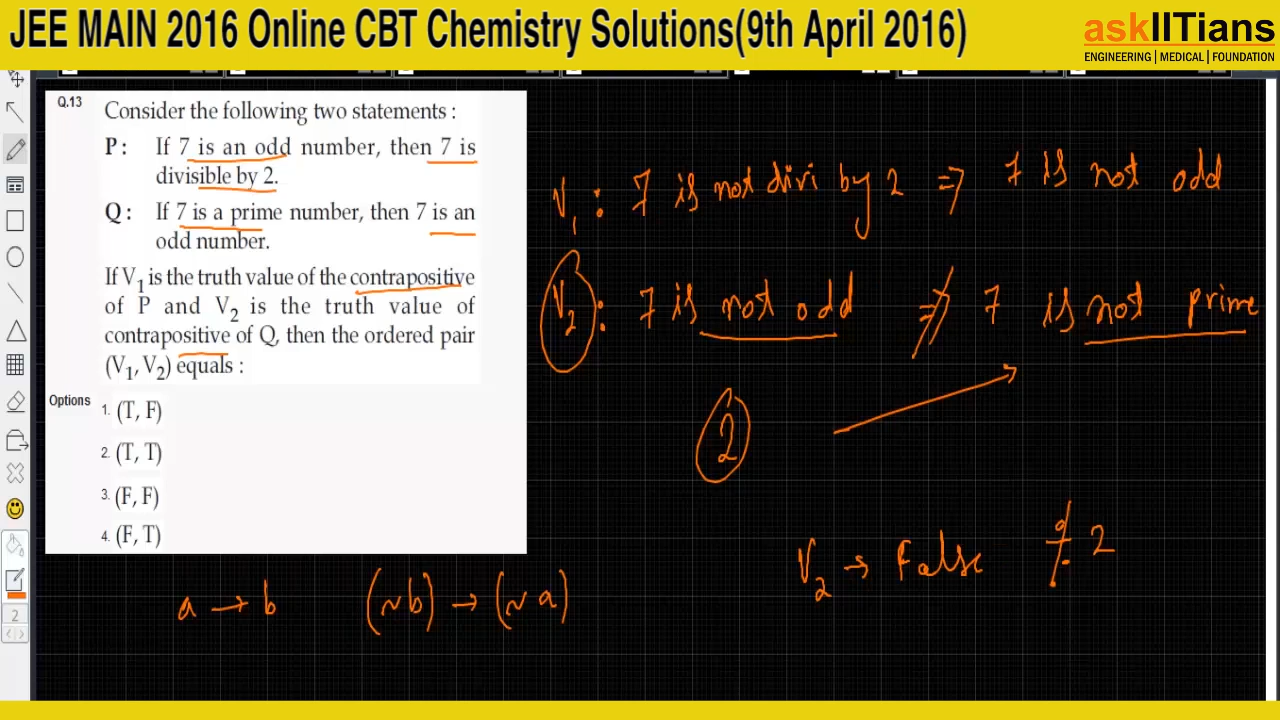 JEE MAIN 2016 Online CBT Chemistry Solutions(9th April 2016)
askIITians
ENGINEERING | MEDICAL | FOUNDATION
Q.13
Consider the following two statements :
P : If 7 is an odd number, then 7 is
divisible by 2.
Q : If 7 is a prime number, then 7 is an
odd number.
If V1 is the truth value of the contrapositive
of P and V2 is the truth value of
contrapositive of Q, then the ordered pair
(V1, V2) equals :
Options
1. (T, F)
2. (T, T)
3. (F, F)
4. (F, T)
V1 : 7 is not divi by 2 ⇒ 7 is not odd
V2 : 7 is not odd ⇏ 7 is not prime
2
V2 → False
2
a → b (~b) → (~a)
2